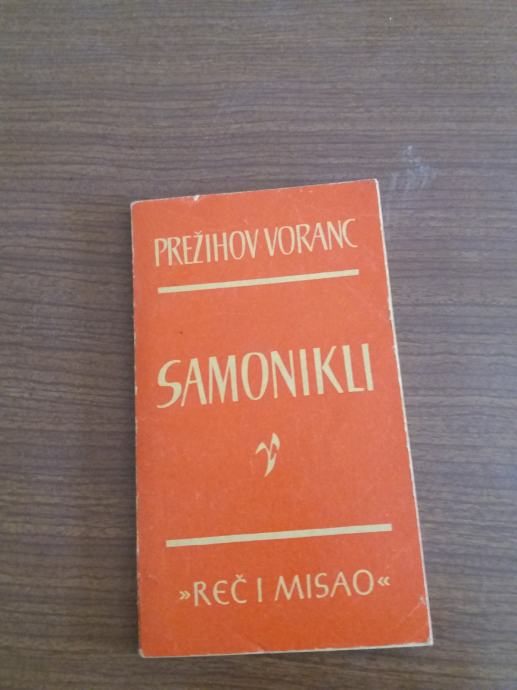 PREŽIHOV VORANC
SAMONIKLI
»REČ I MISAO«